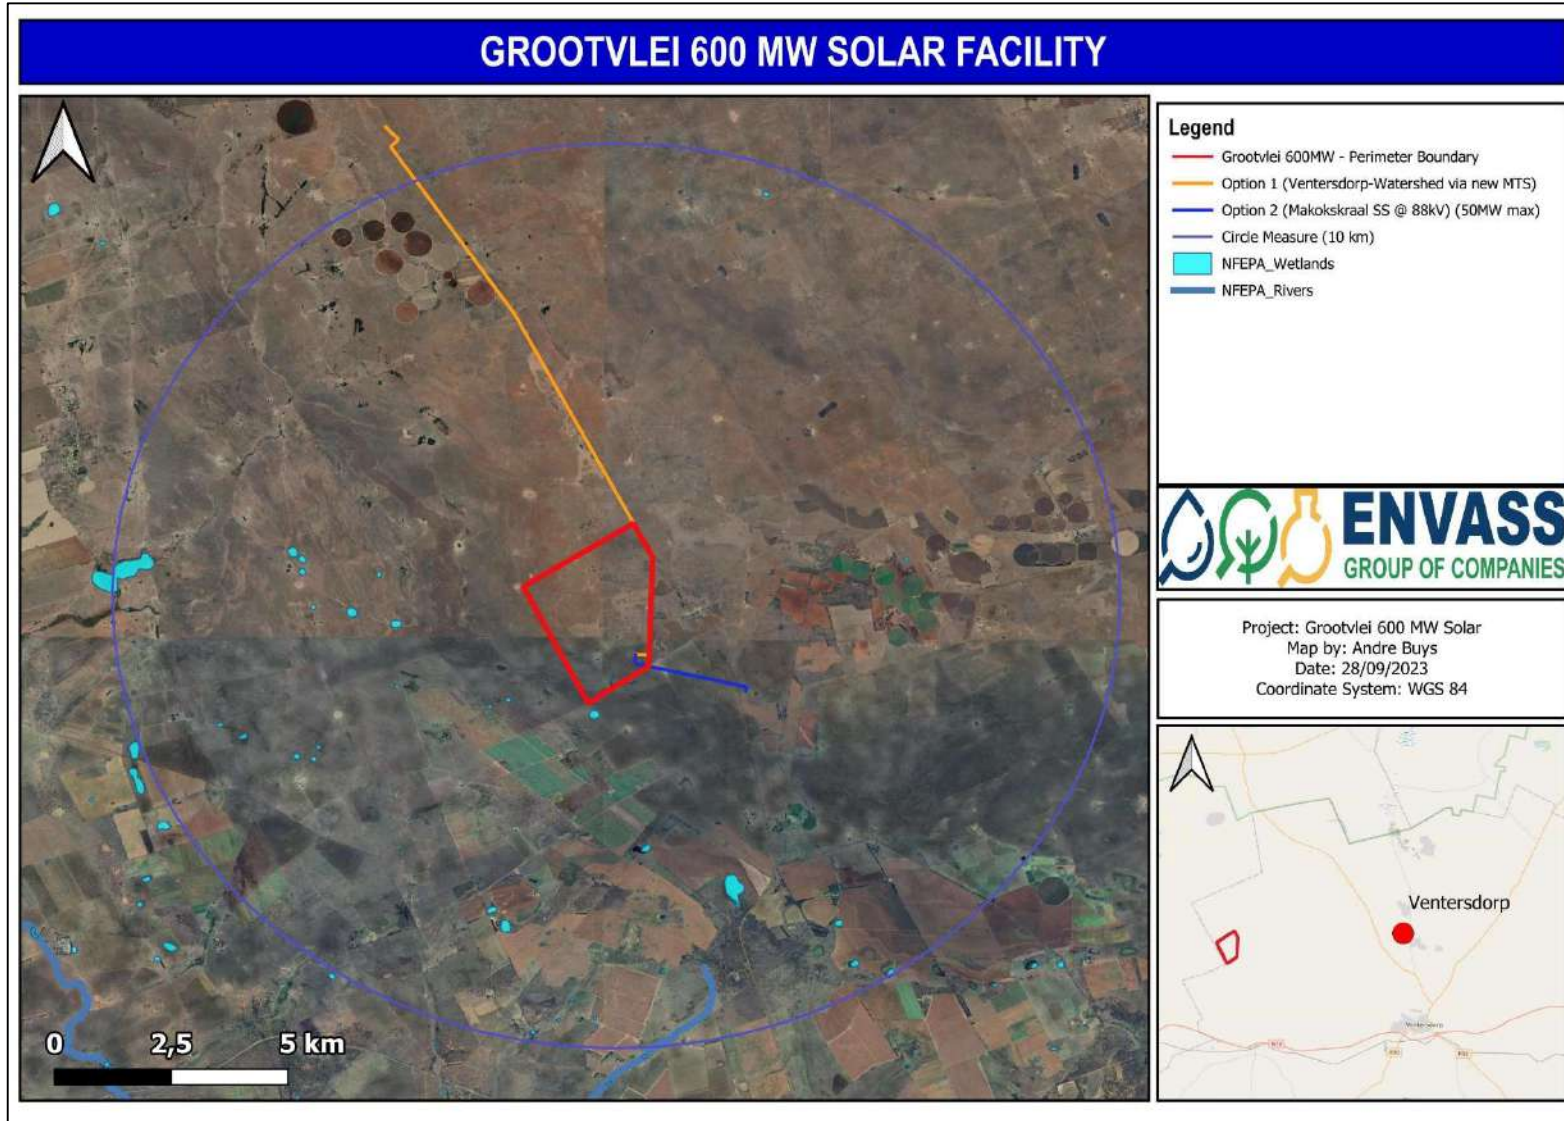 GROOTVLEI 600 MW SOLAR FACILITY
Legend
Grootvlei 600MW - Perimeter Boundary
Option 1 (Ventersdorp-Watershed via new MTS)
Option 2 (Makokskraal SS @ 88kV) (50MW max)
Circle Measure (10 km)
NFEPA_Wetlands
NFEPA_Rivers
ENVASS
GROUP OF COMPANIES
Project: Grootvlei 600 MW Solar
Map by: Andre Buys
Date: 28/09/2023
Coordinate System: WGS 84
Ventersdorp
Ventersdorp
N14
0 2,5 5 km